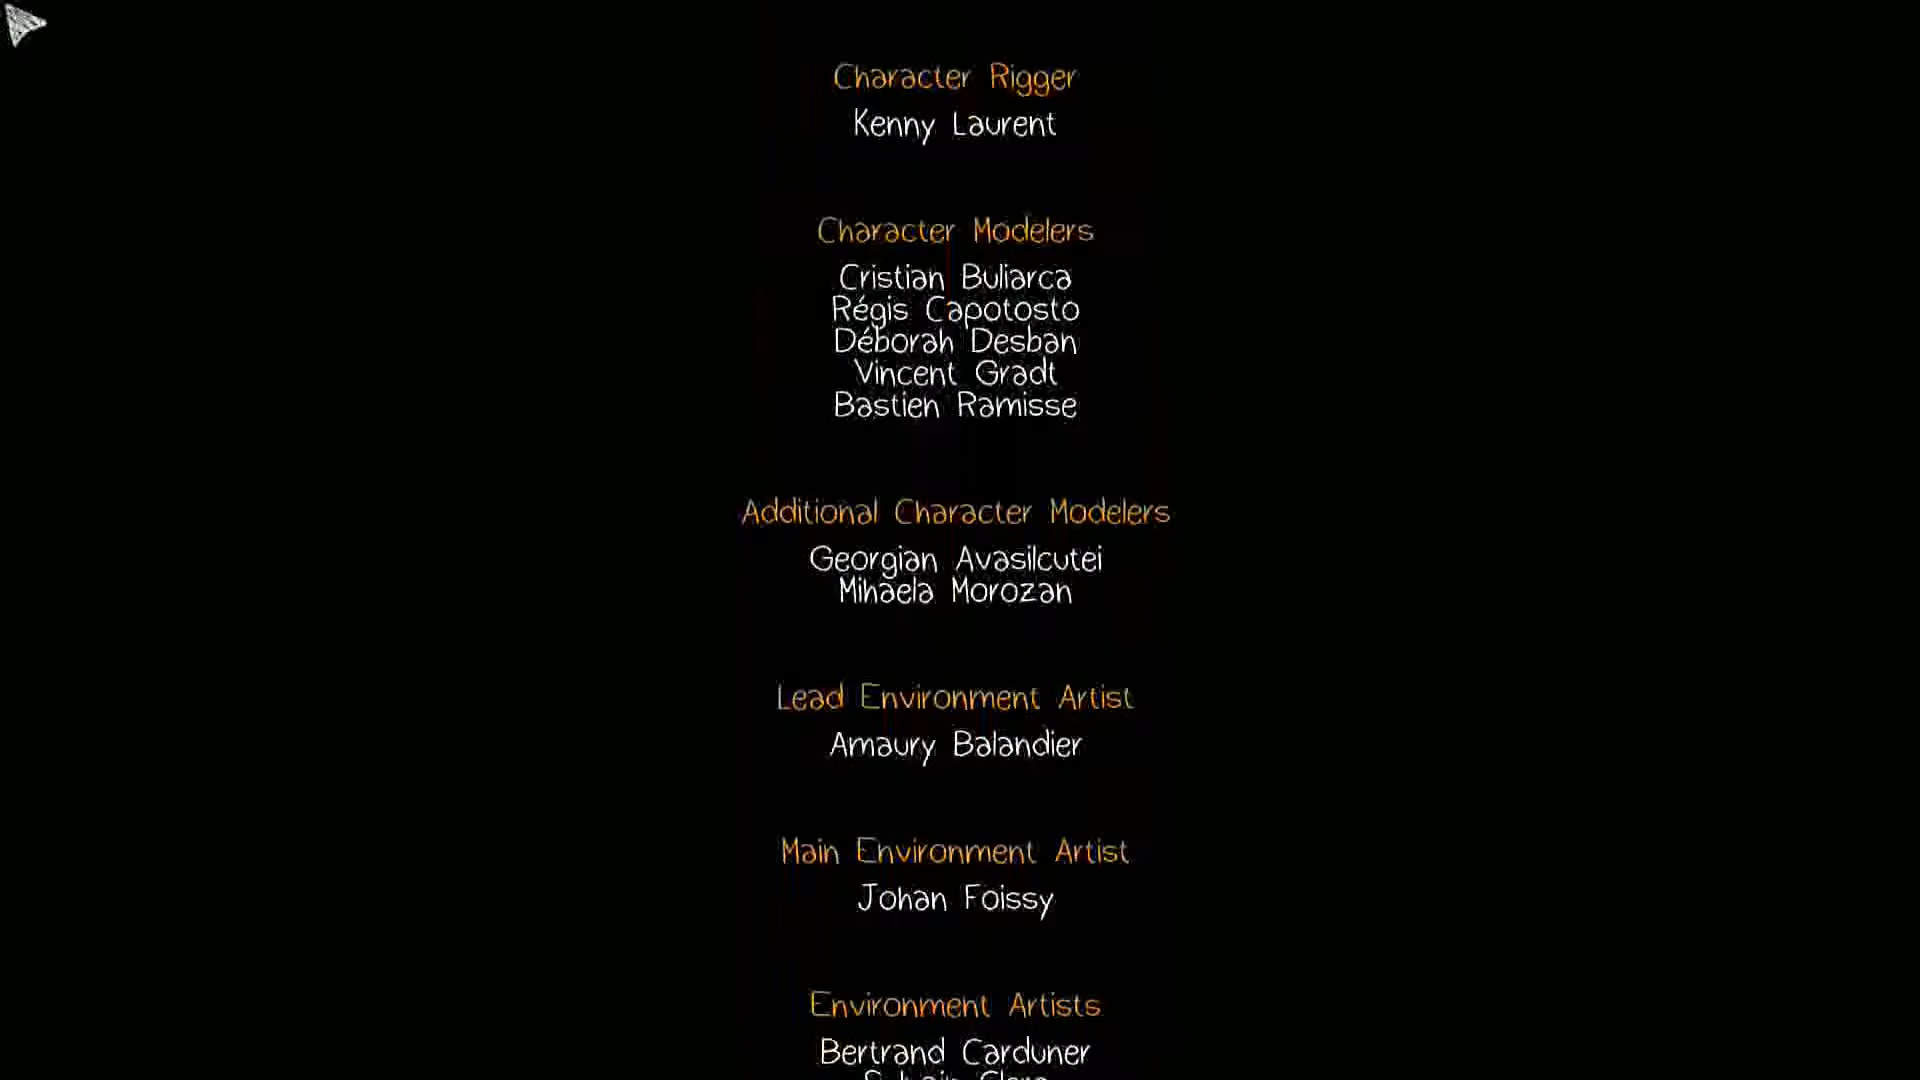 Character Rigger
Kenny Laurent
Character Modelers
Cristian Buliarca
Régis Capotosto
Déborah Desban
Vincent Gradt
Bastien Ramisse
Additional Character Modelers
Georgian Avasilcutei
Mihaela Morozan
Lead Environment Artist
Amaury Balandier
Main Environment Artist
Johan Foissy
Environment Artists
Bertrand Carduner